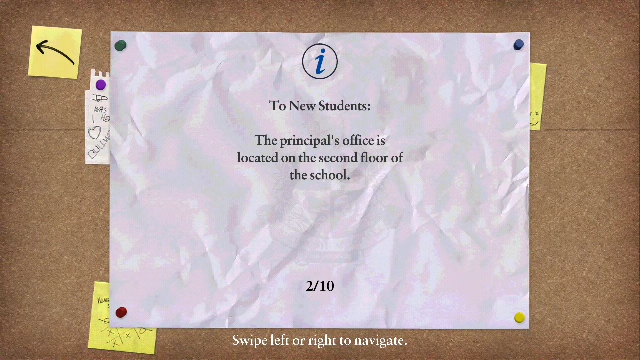 To New Students:
The principal's office is
located on the second floor of
the school.
2/10
Swipe left or right to navigate.